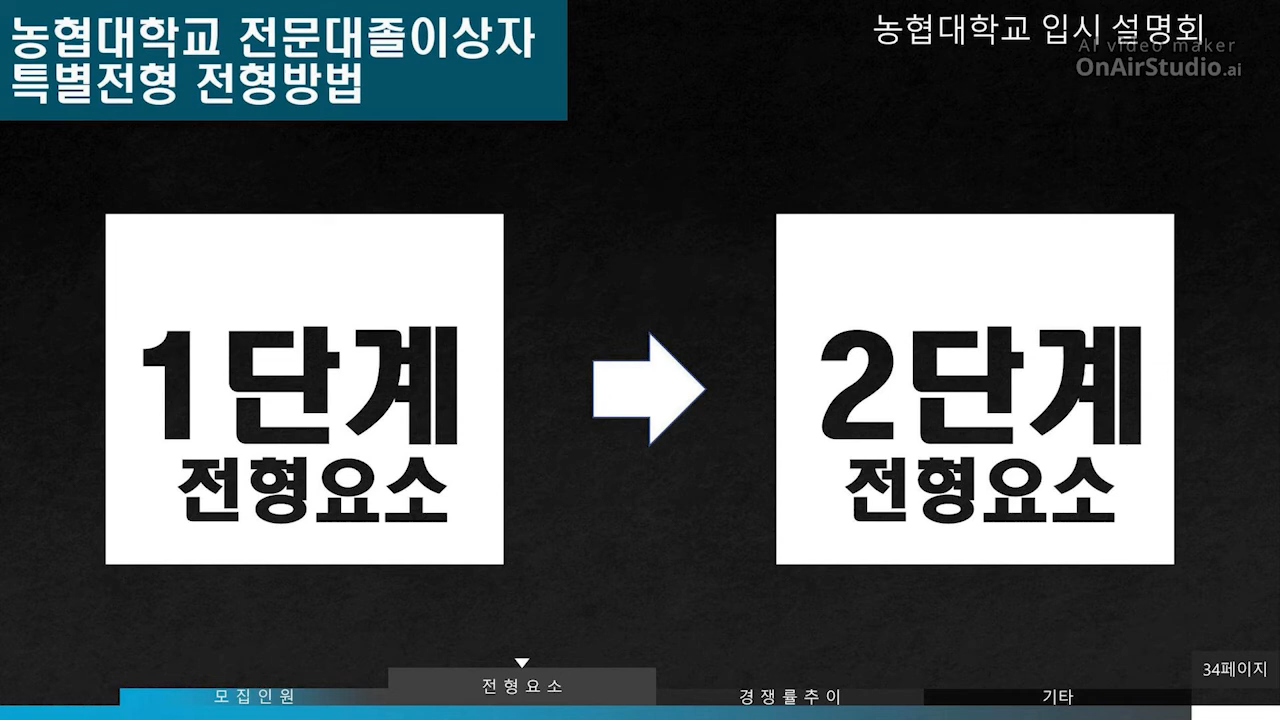 농협대학교 전문대졸이상자
특별전형 전형방법
농협대학교 입시 설명회
AI video maker
OnAirStudio.ai
1단계
전형요소
2단계
전형요소
34페이지
모집인원
전형요소
경쟁률추이
기타